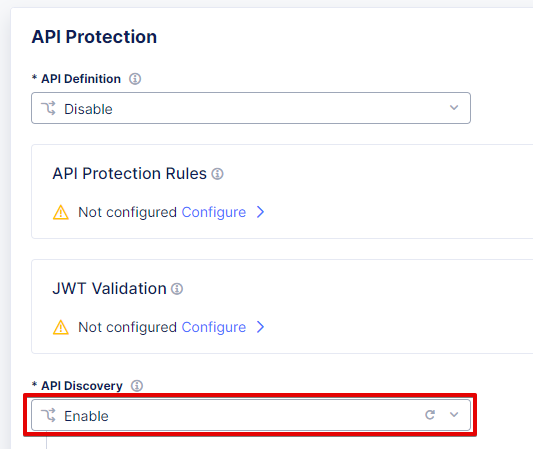 API Protection
* API Definition
Disable
API Protection Rules
Not configured Configure
JWT Validation
Not configured Configure
* API Discovery
Enable